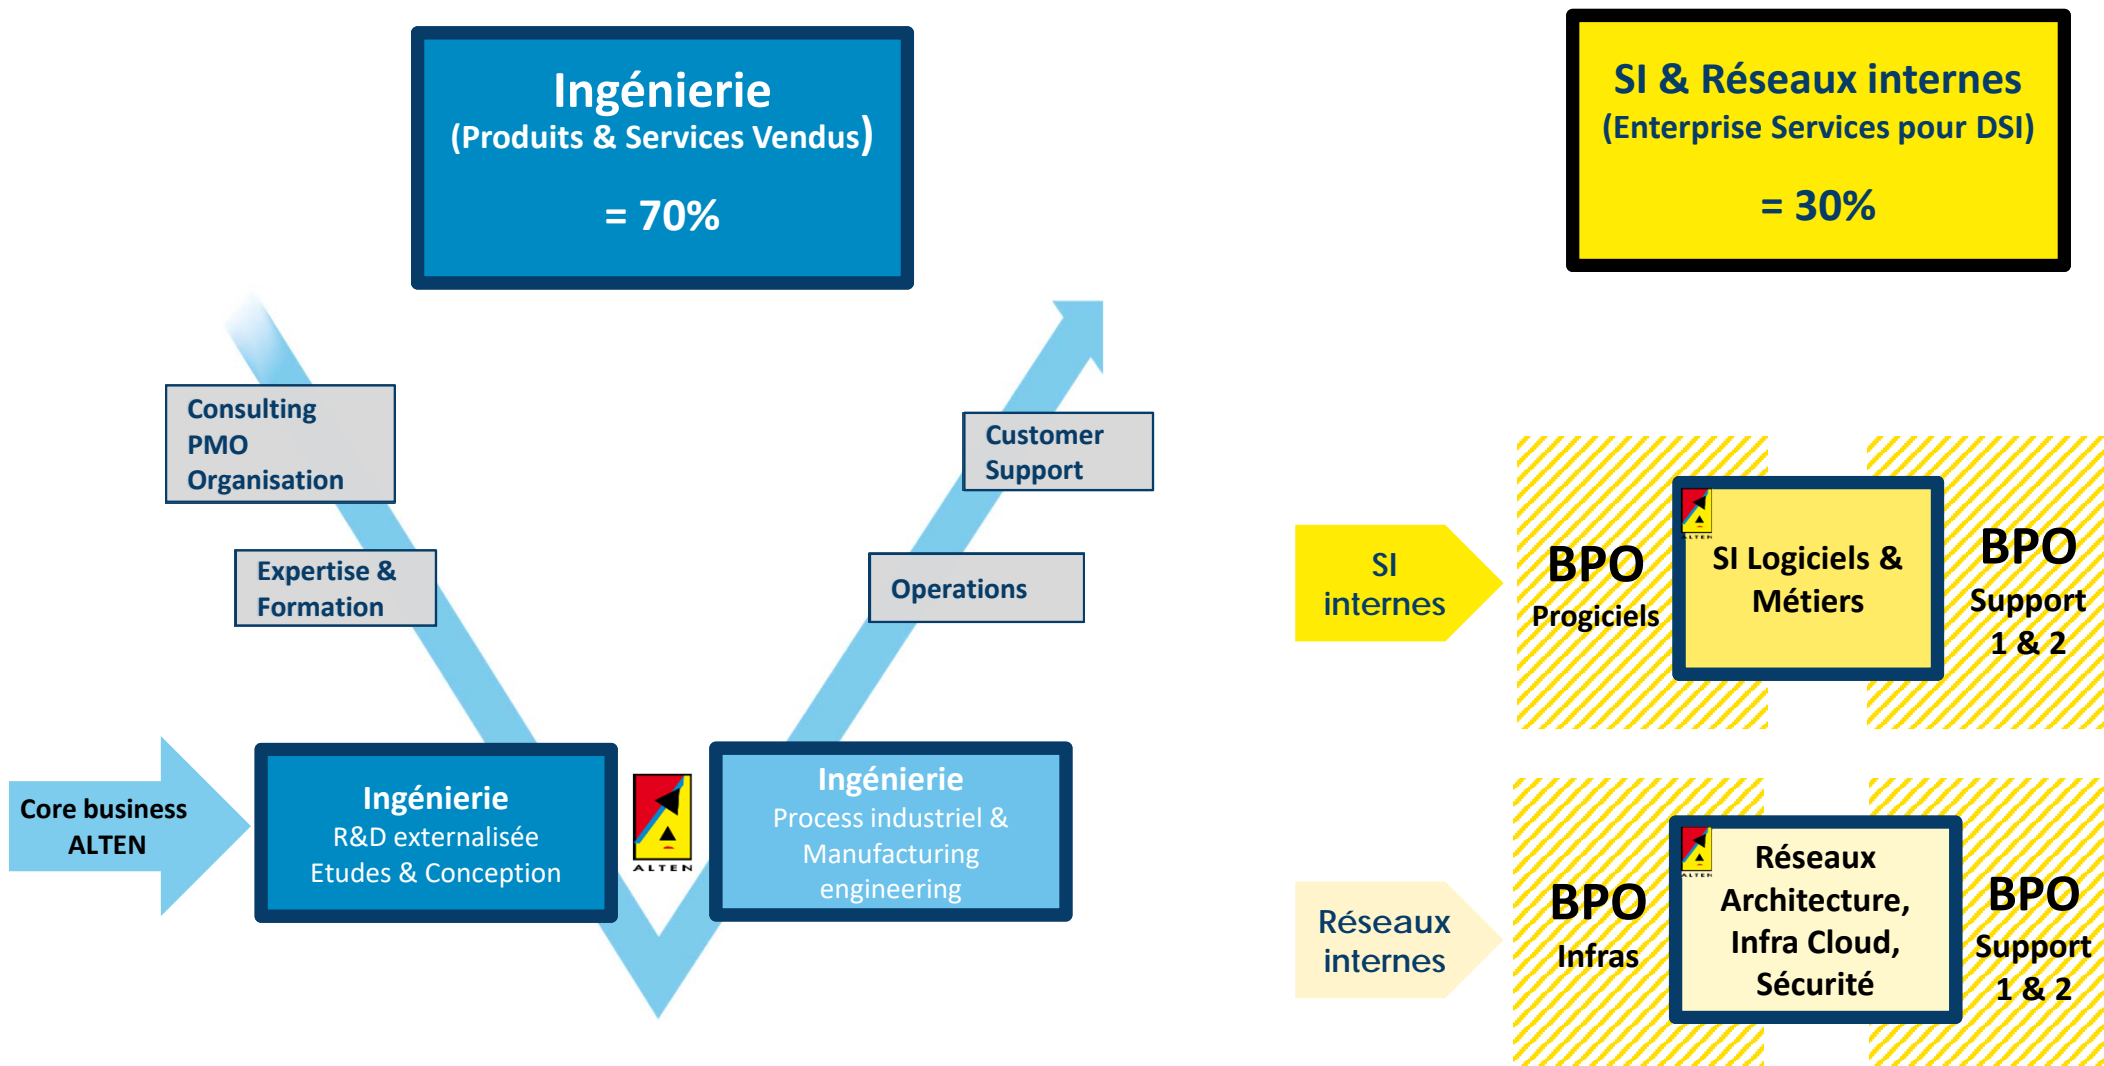 Ingénierie
(Produits & Services Vendus)
= 70%
SI & Réseaux internes
(Enterprise Services pour DSI)
= 30%
Consulting
PMO
Organisation
Expertise &
Formation
Customer
Support
Operations
Core business
ALTEN
Ingénierie
R&D externalisée
Etudes & Conception
ALTEN
Ingénierie
Process industriel &
Manufacturing
engineering
SI
internes
BPO
Progiciels
ALTEN
SI Logiciels &
Métiers
BPO
Support
1 & 2
Réseaux
internes
BPO
Infras
ALTEN
Réseaux
Architecture,
Infra Cloud,
Sécurité
BPO
Support
1 & 2